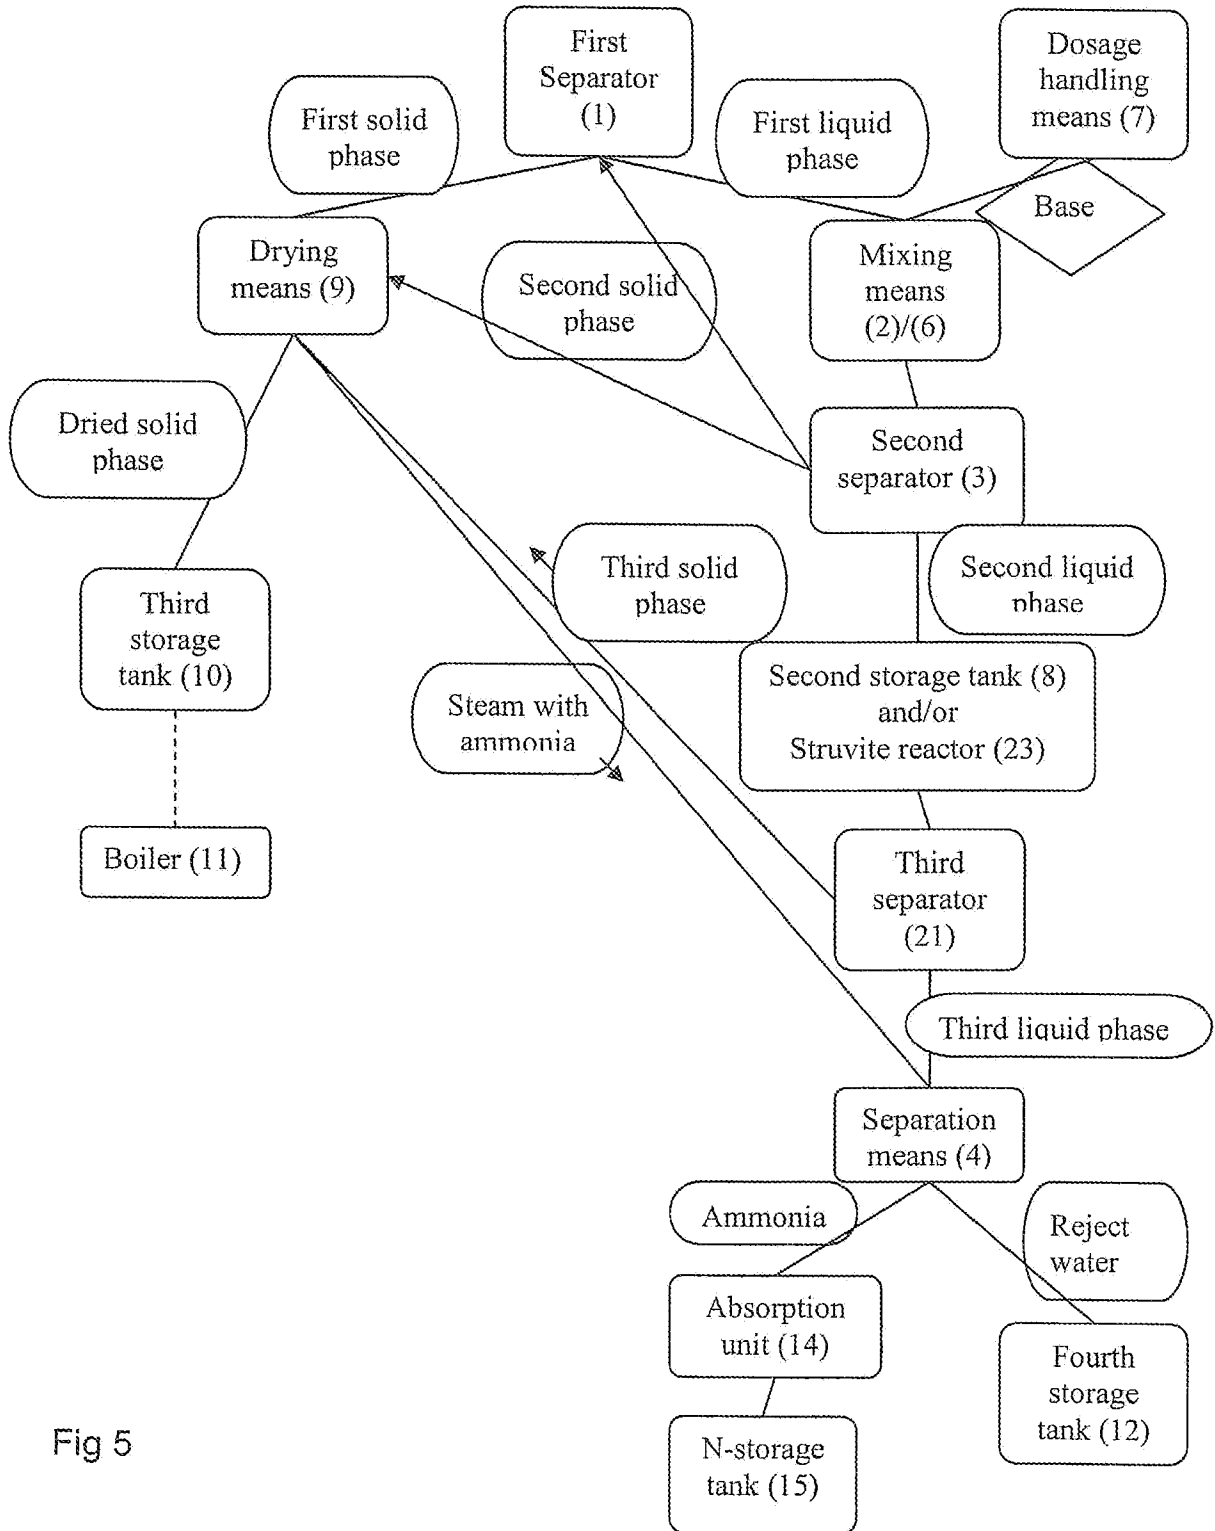 First
Separator
(1)
Dosage
handling
means (7)
First solid
phase
First liquid
phase
Base
Drying
means (9)
Second solid
phase
Mixing
means
(2)/(6)
Dried solid
phase
Second
separator (3)
Third solid
phase
Second liquid
phase
Third
storage
tank (10)
Steam with
ammonia
Second storage tank (8)
and/or
Struvite reactor (23)
Boiler (11)
Third
separator
(21)
Third liquid phase
Separation
means (4)
Ammonia
Reject
water
Absorption
unit (14)
Fourth
storage
tank (12)
N-storage
tank (15)
Fig 5